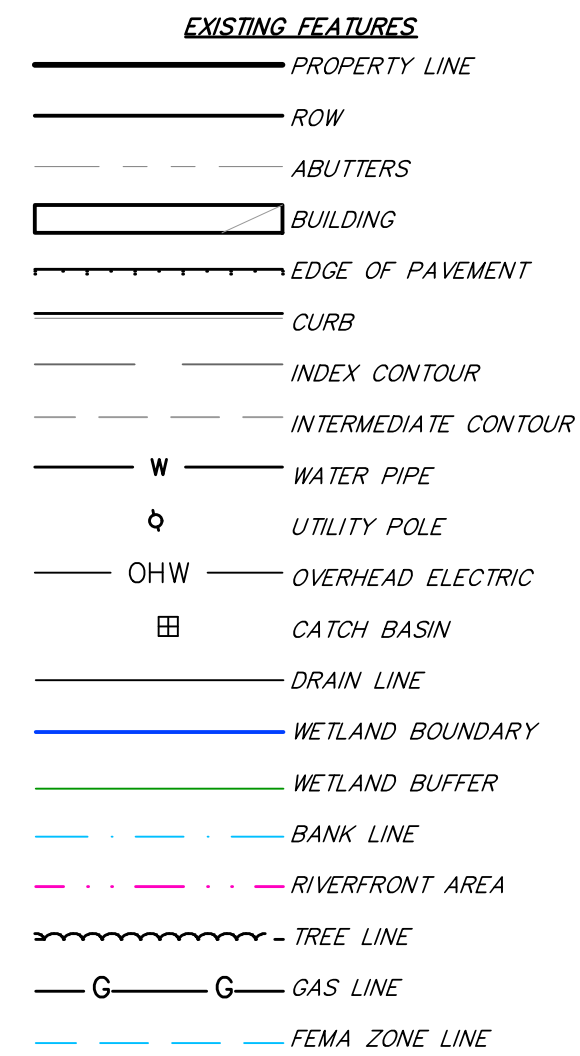 EXISTING FEATURES
PROPERTY LINE
ROW
ABUTTERS
BUILDING
EDGE OF PAVEMENT
CURB
INDEX CONTOUR
INTERMEDIATE CONTOUR
W WATER PIPE
UTILITY POLE
OHW OVERHEAD ELECTRIC
CATCH BASIN
DRAIN LINE
WETLAND BOUNDARY
WETLAND BUFFER
BANK LINE
RIVERFRONT AREA
TREE LINE
G G GAS LINE
FEMA ZONE LINE